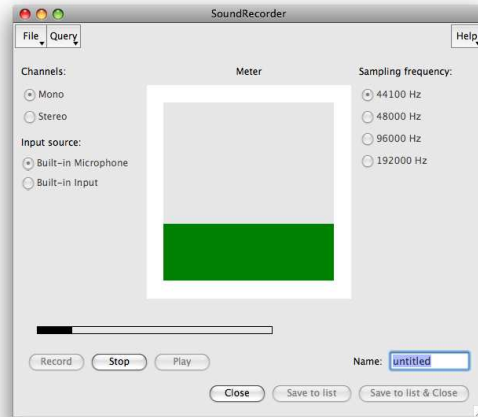 SoundRecorder
File Query Help
Channels: Meter Sampling frequency:
Mono 44100 Hz
Stereo 48000 Hz
96000 Hz
Input source:
Built-in Microphone 192000 Hz
Built-in Input
Record Stop Play Name: untitled
Close Save to list Save to list & Close